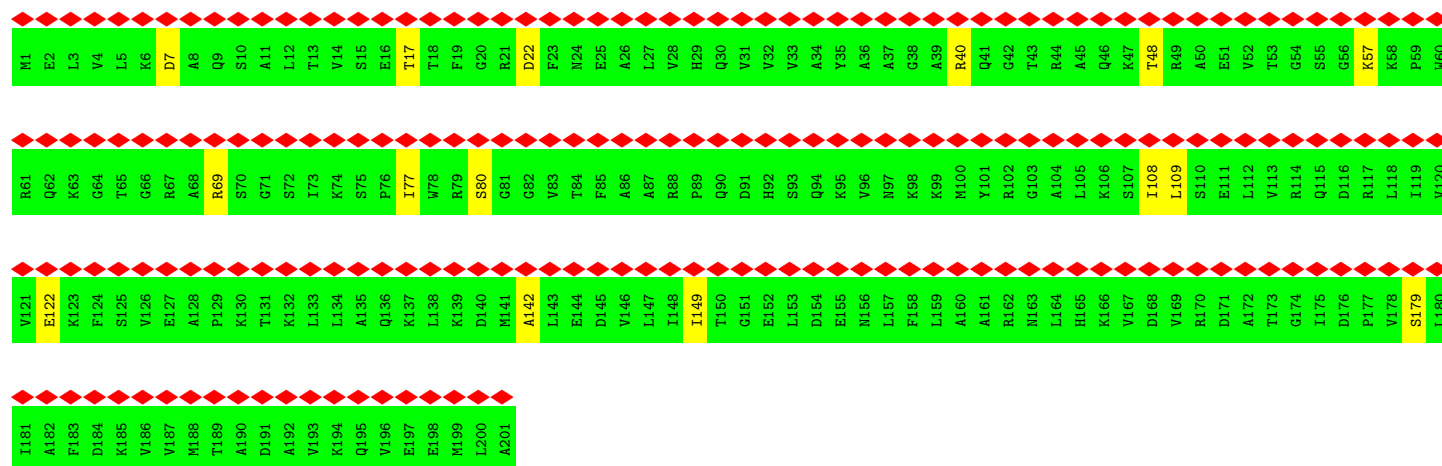 M1 E2 L3 V4 L5 K6 D7 A8 Q9 S10 A11 L12 T13 V14 S15 E16 T17 T18 F19 G20 R21 D22 F23 N24 E25 A26 L27 V28 H29 Q30 V31 V32 V33 A34 Y35 A36 A37 G38 A39 R40 Q41 G42 T43 R44 A45 Q46 K47 T48 R49 A50 E51 V52 T53 G54 S55 G56 K57 K58 P59 W60
R61 Q62 K63 G64 T65 G66 R67 A68 R69 S70 G71 S72 I73 K74 S75 P76 I77 W78 R79 S80 G81 G82 V83 T84 F85 A86 A87 R88 P89 Q90 D91 H92 S93 Q94 K95 V96 N97 K98 K99 M100 Y101 R102 G103 A104 L105 K106 S107 I108 L109 S110 E111 L112 V113 R114 Q115 D116 R117 L118 I119 V120
V121 E122 K123 F124 S125 V126 E127 A128 P129 K130 T131 K132 L133 L134 A135 Q136 K137 L138 K139 D140 M141 A142 L143 E144 D145 V146 L147 I148 I149 T150 G151 E152 L153 D154 E155 N156 L157 F158 L159 A160 A161 R162 N163 L164 H165 K166 V167 D168 V169 R170 D171 A172 T173 G174 I175 D176 P177 V178 S179 L180
I181 A182 F183 D184 K185 V186 V187 M188 T189 A190 D191 A192 V193 K194 Q195 V196 E197 E198 M199 L200 A201